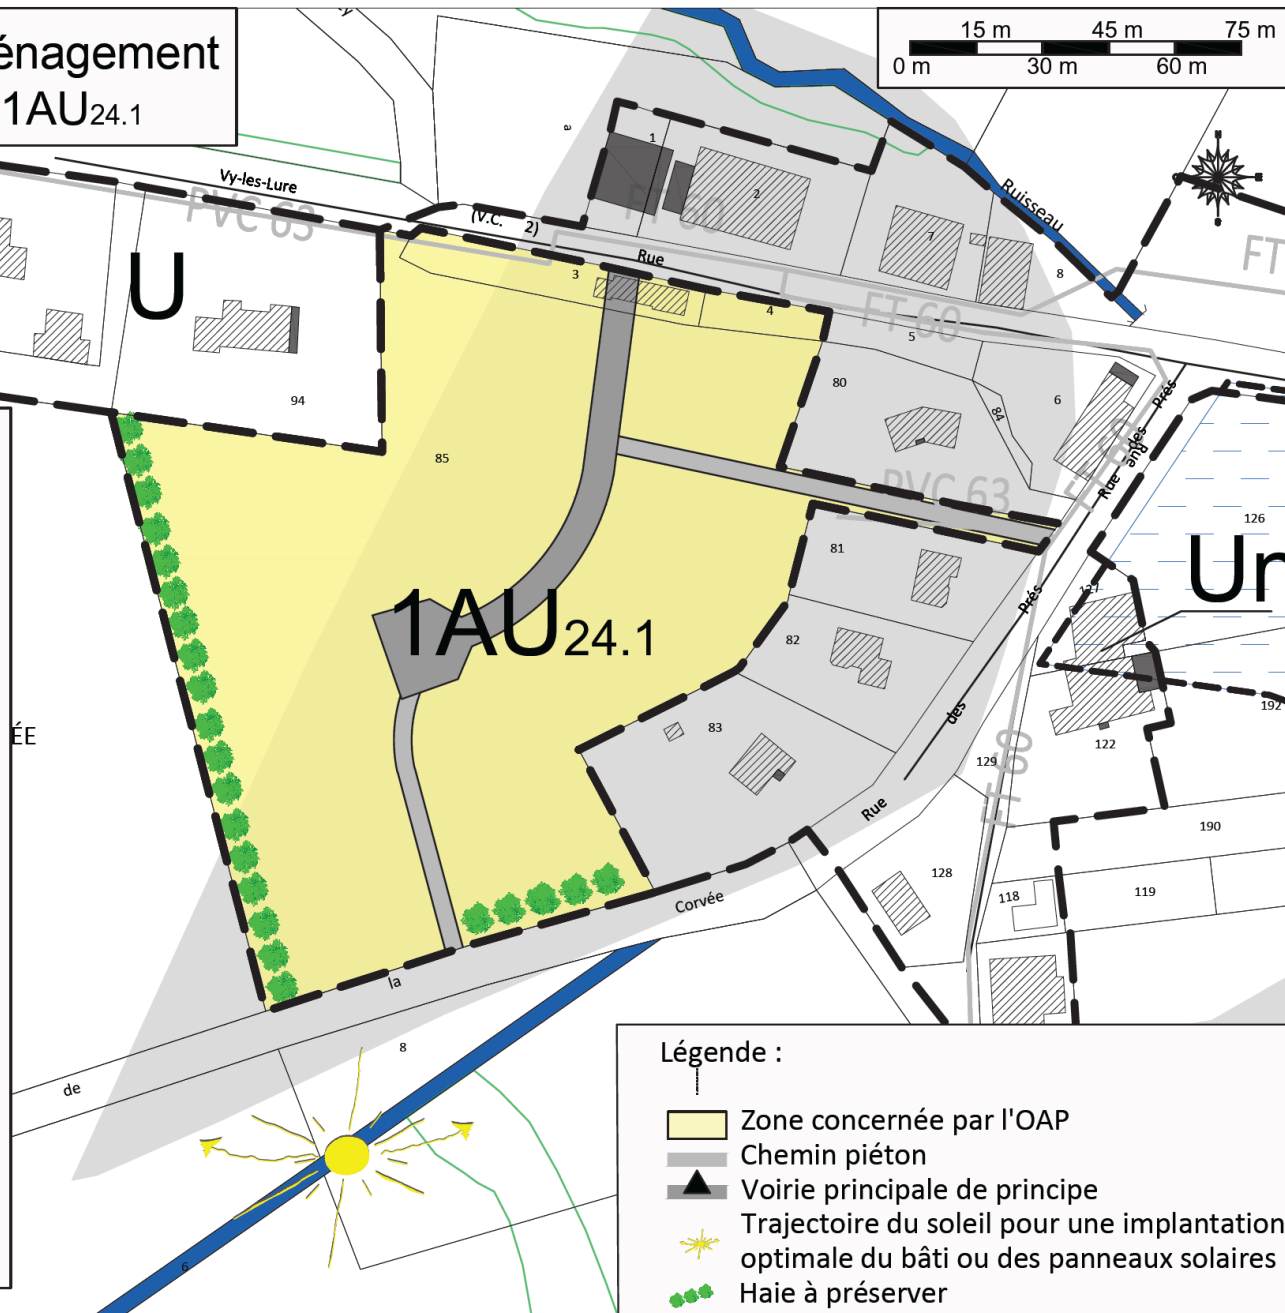 énagement
1AU24.1
15 m 45 m 75 m
0 m 30 m 60 m
a
1
2
7
8
Vy-les-Lure
PVC 63
(V.C. 2)
FT 60
Rue
Ruisseau
FT
U
3
4
FT 60
5
80
84
6
94
85
PVC 63
FT 60
Rue des Prés
Rue des Prés
126
Ur
127
81
82
83
1AU24.1
192
ÉE
122
129
FT 60
190
128
118
119
Rue
Corvée
la
de
8
6
Légende :
Zone concernée par l'OAP
Chemin piéton
Voirie principale de principe
Trajectoire du soleil pour une implantation
optimale du bâti ou des panneaux solaires
Haie à préserver